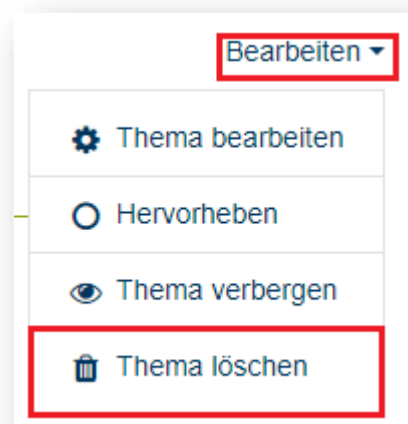 Bearbeiten
Thema bearbeiten
Hervorheben
Thema verbergen
Thema löschen